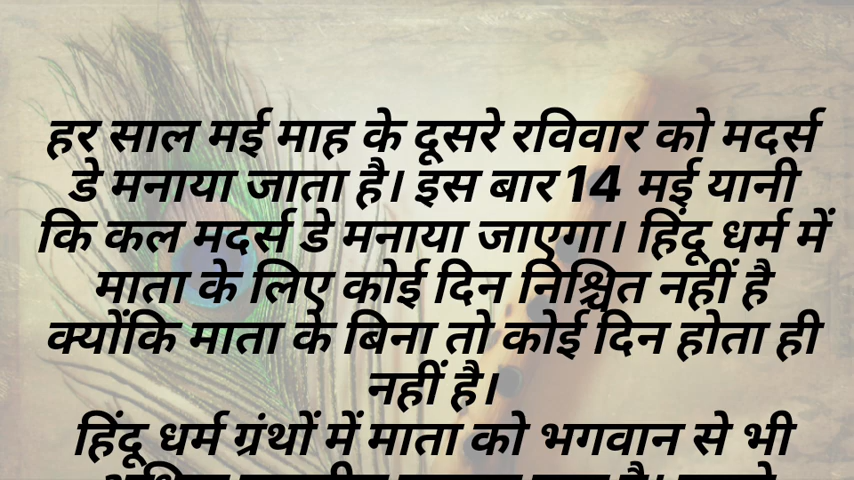 हर साल मई माह के दूसरे रविवार को मदर्स
डे मनाया जाता है। इस बार 14 मई यानी
कि कल मदर्स डे मनाया जाएगा। हिंदू धर्म में
माता के लिए कोई दिन निश्चित नहीं है
क्योंकि माता के बिना तो कोई दिन होता ही
नहीं है।
हिंदू धर्म ग्रंथों में माता को भगवान से भी